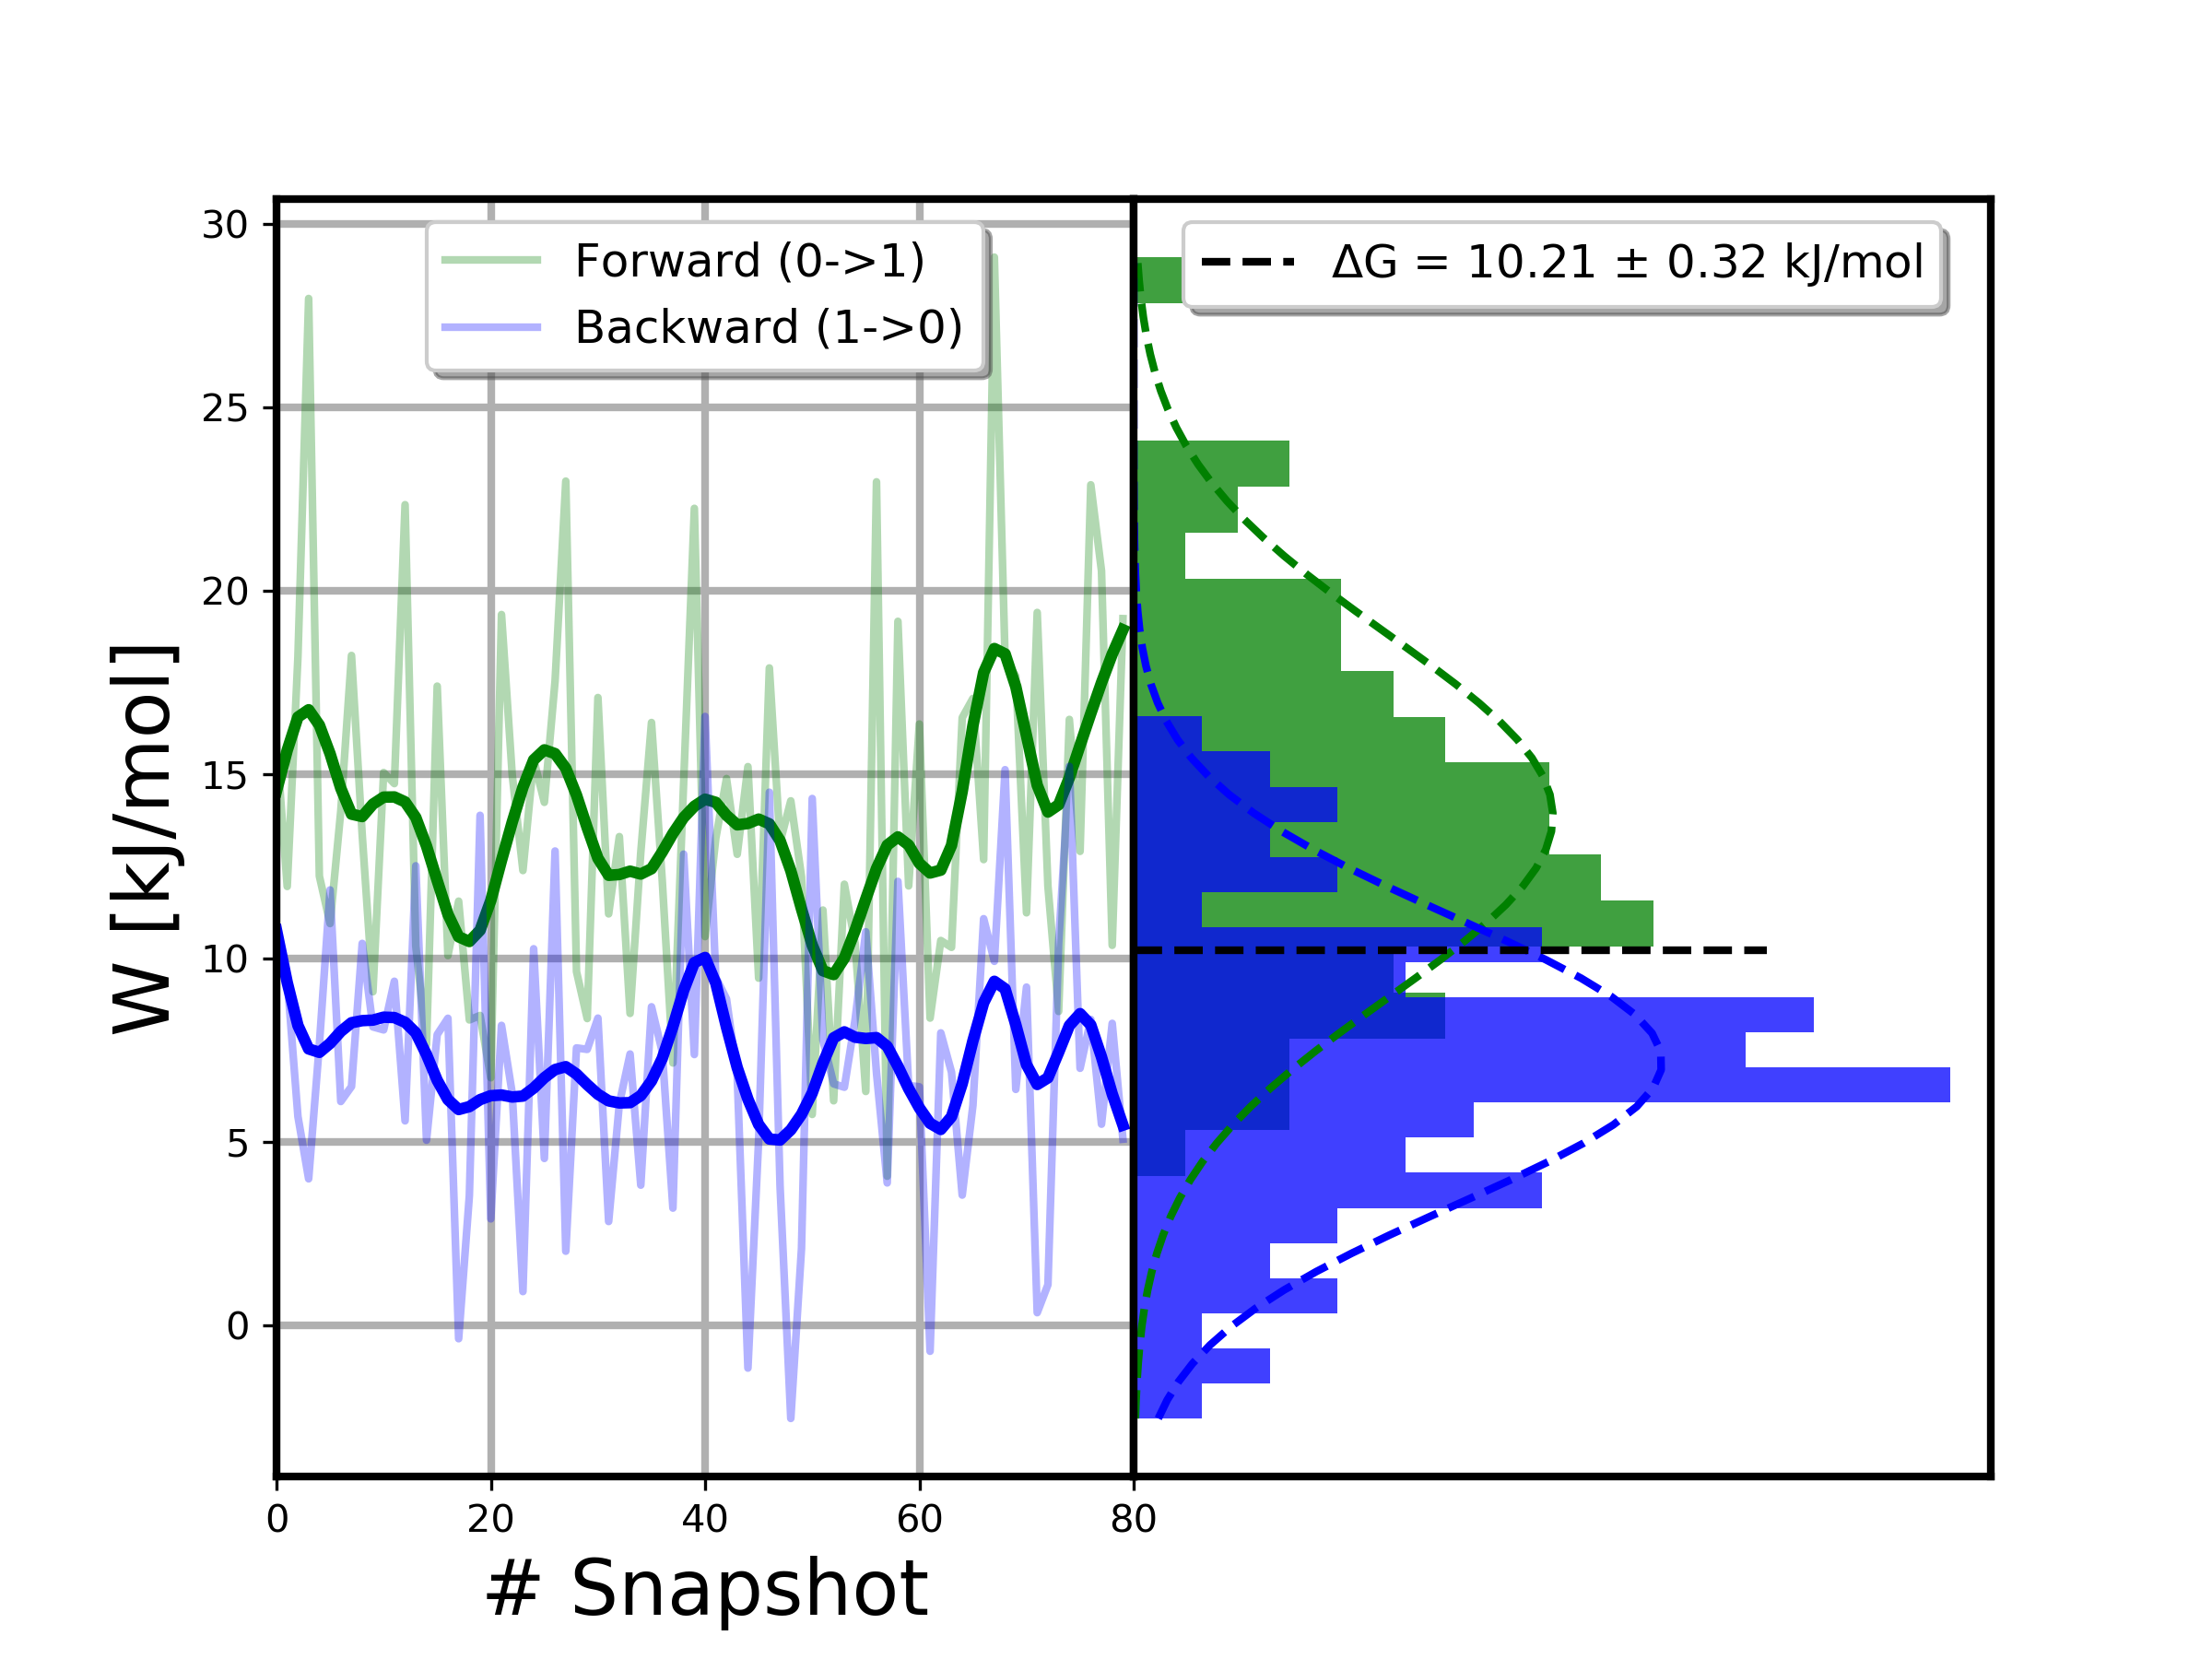 Forward (0->1)
Backward (1->0)
ΔG = 10.21 ± 0.32 kJ/mol
W [kJ/mol]
30
25
20
15
10
5
0
0 20 40 60 80
# Snapshot